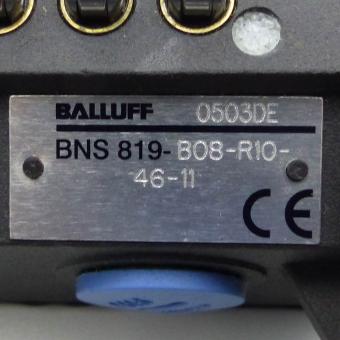 BALLUFF 0503DE
BNS 819-B08-R10-
46-11
CE